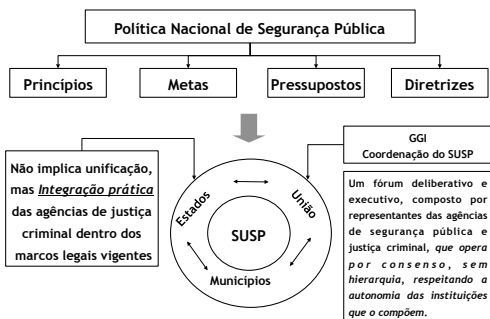 Política Nacional de Segurança Pública
Princípios
Metas
Pressupostos
Diretrizes
Não implica unificação,
mas Integração prática
das agências de justiça
criminal dentro dos
marcos legais vigentes
Estados
União
SUSP
Municípios
GGI
Coordenação do SUSP
Um fórum deliberativo e
executivo, composto por
representantes das agências
de segurança pública e
justiça criminal, que opera
por consenso, sem
hierarquia, respeitando a
autonomia das instituições
que o compõem.